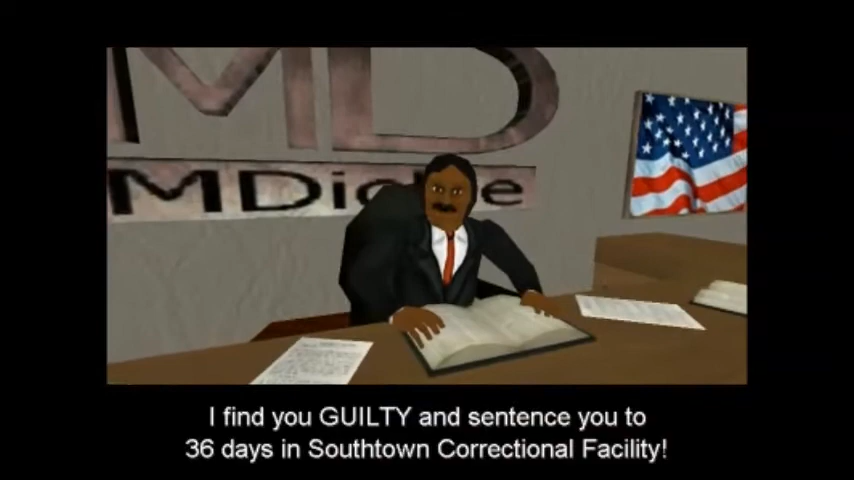 MD
MDickie
I find you GUILTY and sentence you to
36 days in Southtown Correctional Facility!